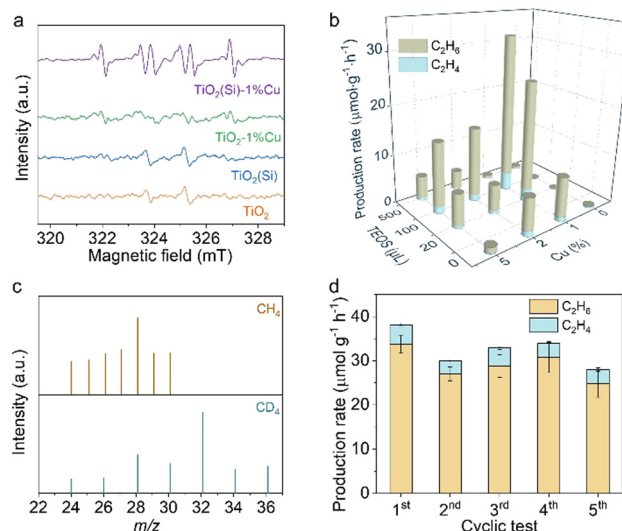 a
Intensity (a.u.)
TiO₂(Si)-1%Cu
TiO₂-1%Cu
TiO₂(Si)
TiO₂
320 322 324 326 328
Magnetic field (mT)
b
C₂H₆
C₂H₄
Production rate (μmol·g⁻¹·h⁻¹)
30
20
10
0
500
100
20
0
TEOS (μL)
5
2
1
0
Cu (%)
c
Intensity (a.u.)
CH₄
CD₄
22 24 26 28 30 32 34 36
m/z
d
Production rate (μmol g⁻¹ h⁻¹)
C₂H₆
C₂H₄
50
40
30
20
10
0
1st 2nd 3rd 4th 5th
Cyclic test